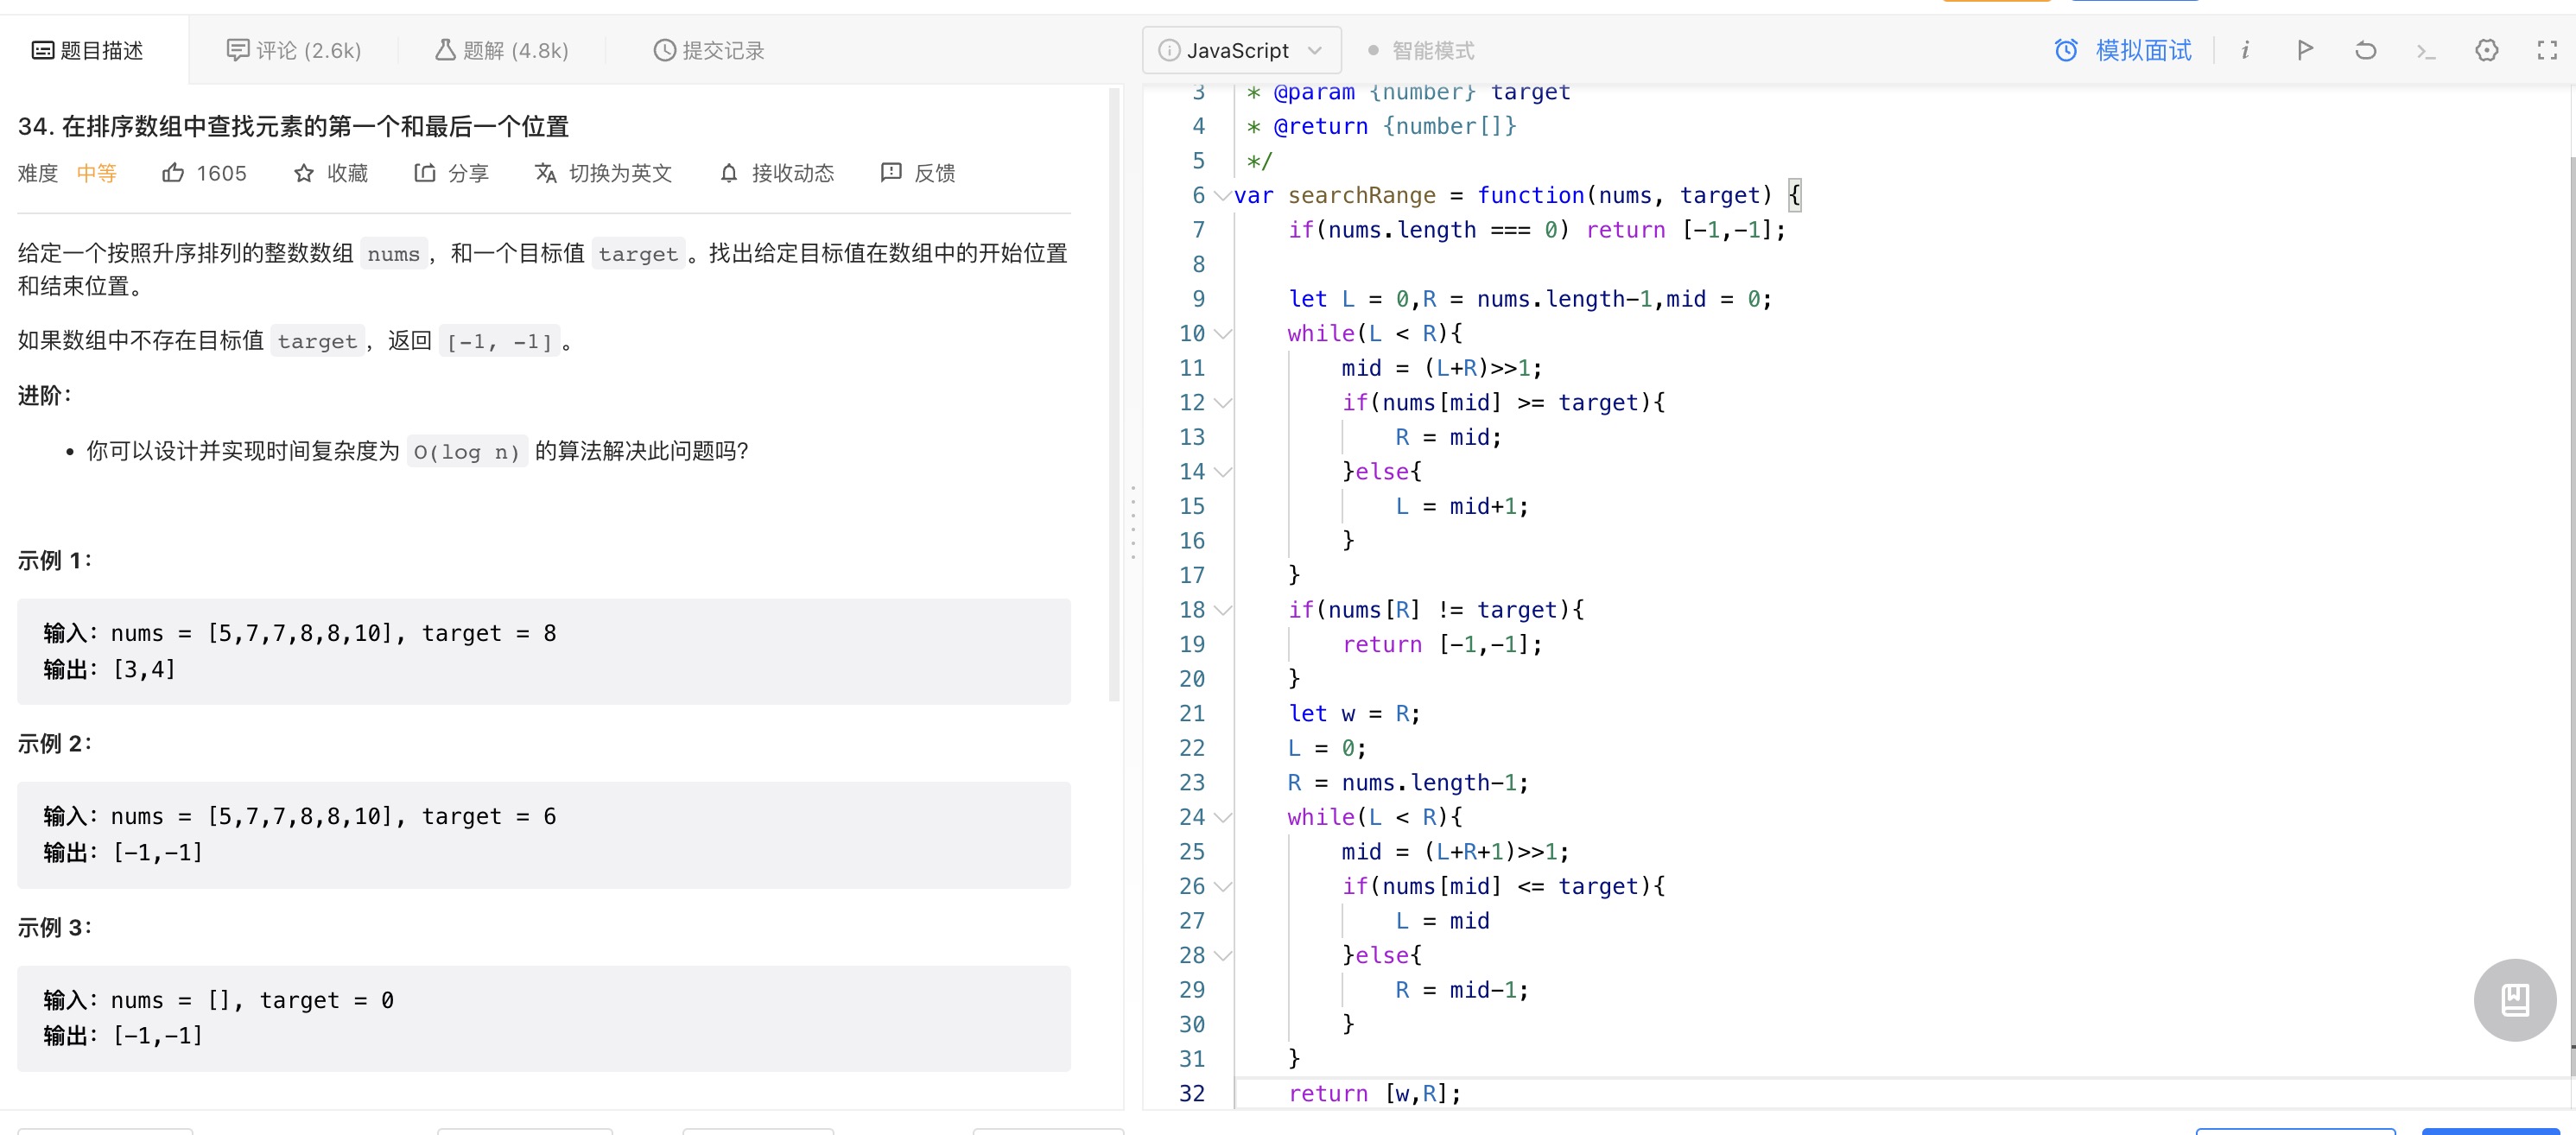 题目描述
评论 (2.6k)
题解 (4.8k)
提交记录
34. 在排序数组中查找元素的第一个和最后一个位置
难度 中等 1605 收藏 分享 切换为英文 接收动态 反馈
给定一个按照升序排列的整数数组 nums，和一个目标值 target。找出给定目标值在数组中的开始位置
和结束位置。
如果数组中不存在目标值 target，返回 [-1, -1]。
进阶：
• 你可以设计并实现时间复杂度为 O(log n) 的算法解决此问题吗？
示例 1：
输入：nums = [5,7,7,8,8,10], target = 8
输出：[3,4]
示例 2：
输入：nums = [5,7,7,8,8,10], target = 6
输出：[-1,-1]
示例 3：
输入：nums = [], target = 0
输出：[-1,-1]
JavaScript
智能模式
模拟面试
3 * @param {number} target
4 * @return {number[]}
5 */
6 var searchRange = function(nums, target) {
7 if(nums.length === 0) return [-1,-1];
8
9 let L = 0,R = nums.length-1,mid = 0;
10 while(L < R){
11 mid = (L+R)>>1;
12 if(nums[mid] >= target){
13 R = mid;
14 }else{
15 L = mid+1;
16 }
17 }
18 if(nums[R] != target){
19 return [-1,-1];
20 }
21 let w = R;
22 L = 0;
23 R = nums.length-1;
24 while(L < R){
25 mid = (L+R+1)>>1;
26 if(nums[mid] <= target){
27 L = mid
28 }else{
29 R = mid-1;
30 }
31 }
32 return [w,R];